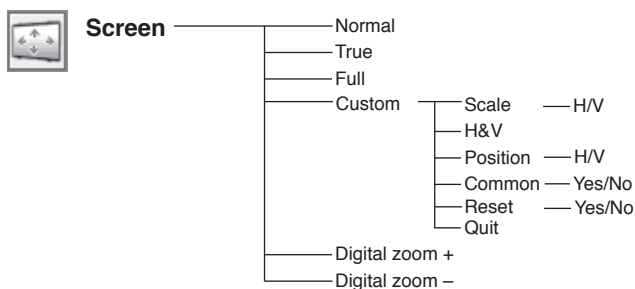 Screen Normal
True
Full
Custom Scale H/V
H&V
Position H/V
Common Yes/No
Reset Yes/No
Quit
Digital zoom +
Digital zoom –